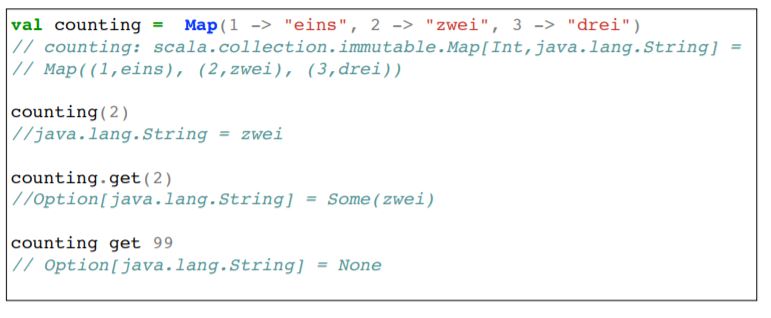 val counting =  Map(1 -> "eins", 2 -> "zwei", 3 -> "drei")
// counting: scala.collection.immutable.Map[Int,java.lang.String] =
// Map((1,eins), (2,zwei), (3,drei))
counting(2)
//java.lang.String = zwei
counting.get(2)
//Option[java.lang.String] = Some(zwei)
counting get 99
// Option[java.lang.String] = None